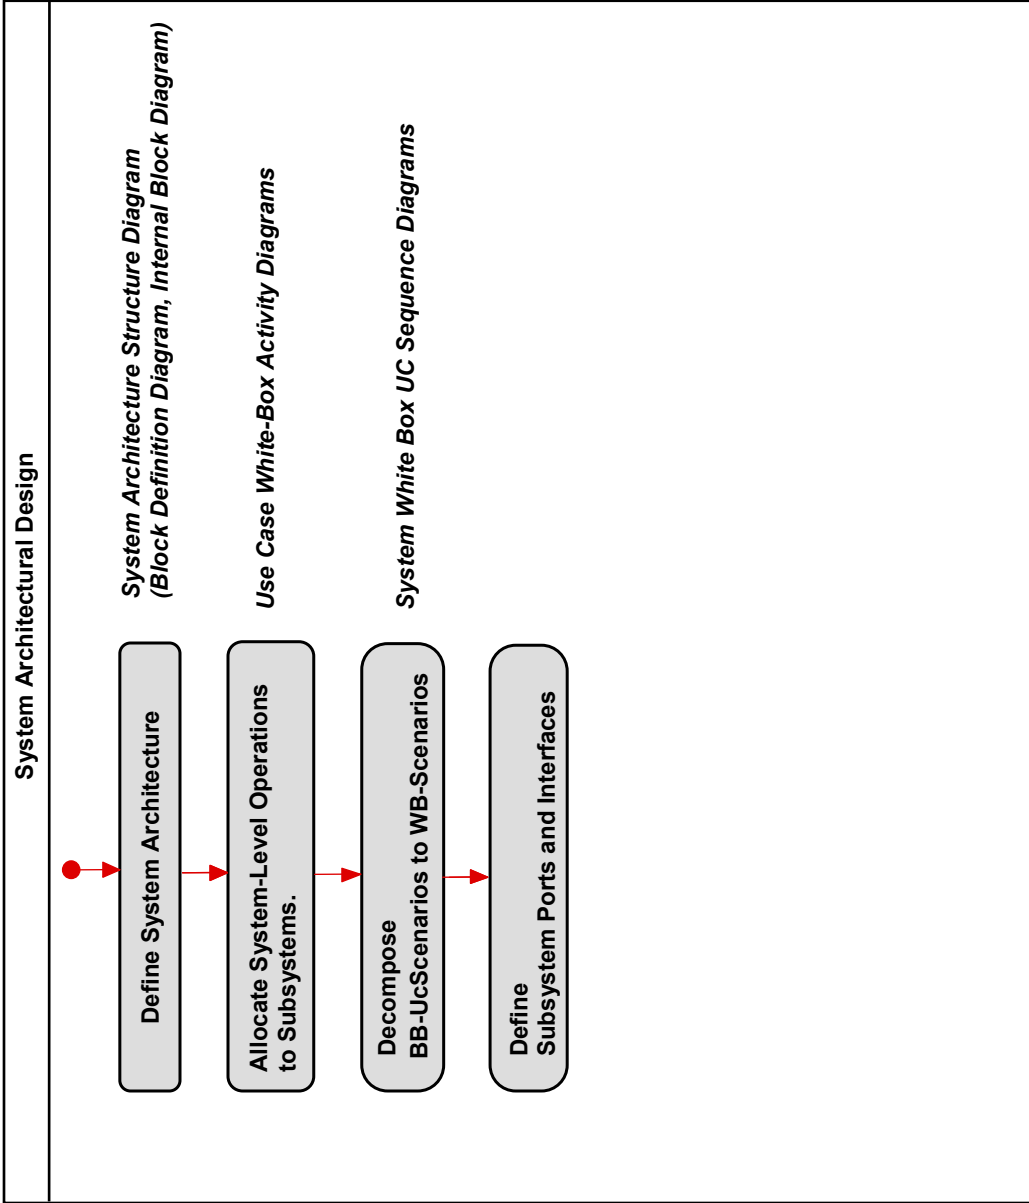 System Architectural Design
Define System Architecture
System Architecture Structure Diagram
(Block Definition Diagram, Internal Block Diagram)
Allocate System-Level Operations
to Subsystems.
Use Case White-Box Activity Diagrams
Decompose
BB-UcScenarios to WB-Scenarios
System White Box UC Sequence Diagrams
Define
Subsystem Ports and Interfaces